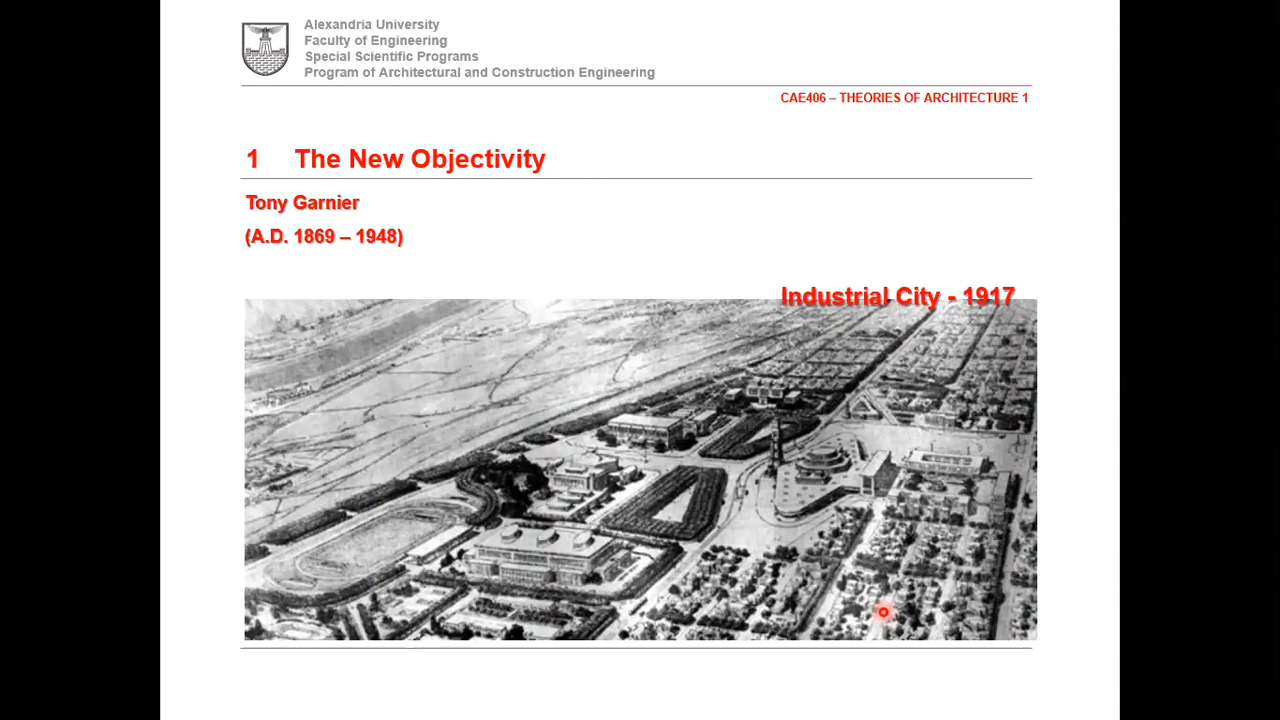 Alexandria University
Faculty of Engineering
Special Scientific Programs
Program of Architectural and Construction Engineering
CAE406 – THEORIES OF ARCHITECTURE 1
1 The New Objectivity
Tony Garnier
(A.D. 1869 – 1948)
Industrial City - 1917